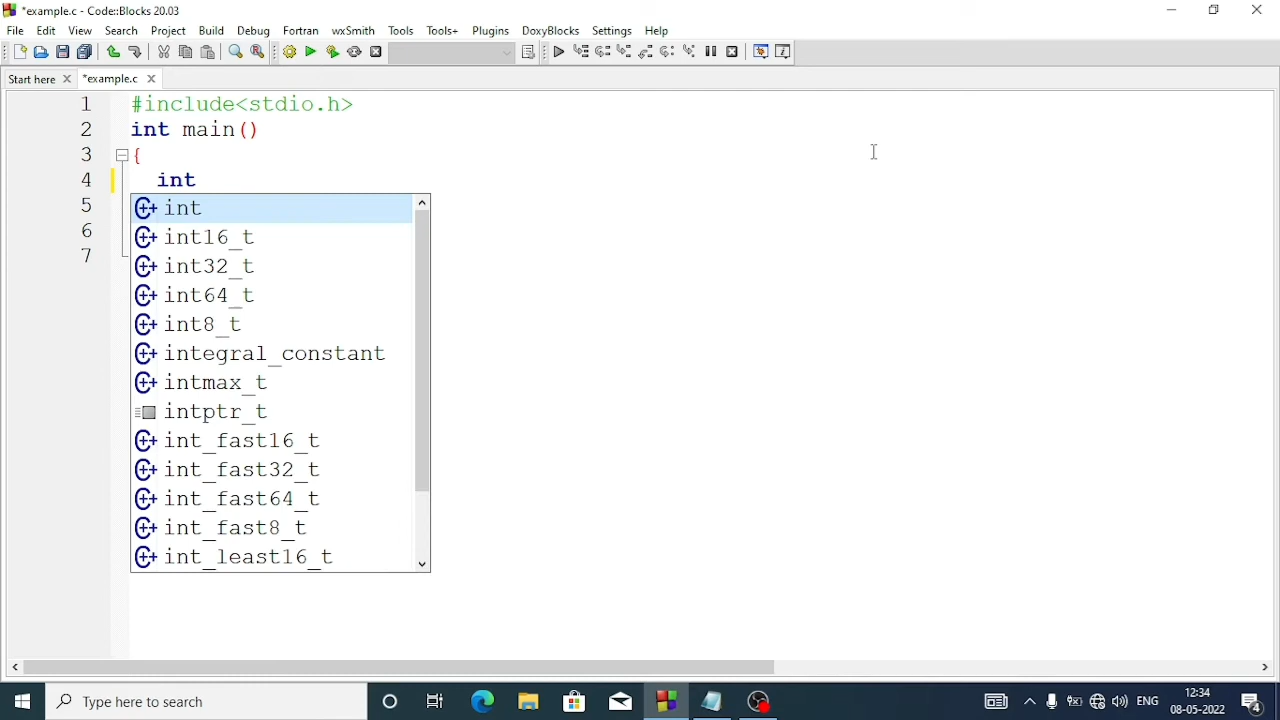 *example.c - Code::Blocks 20.03
File Edit View Search Project Build Debug Fortran wxSmith Tools Tools+ Plugins DoxyBlocks Settings Help
Start here *example.c
1 #include<stdio.h>
2 int main()
3 {
4 int
5
6
7
int
int16_t
int32_t
int64_t
int8_t
integral_constant
intmax_t
intptr_t
int_fast16_t
int_fast32_t
int_fast64_t
int_fast8_t
int_least16_t
Type here to search
ENG
12:34
08-05-2022
4